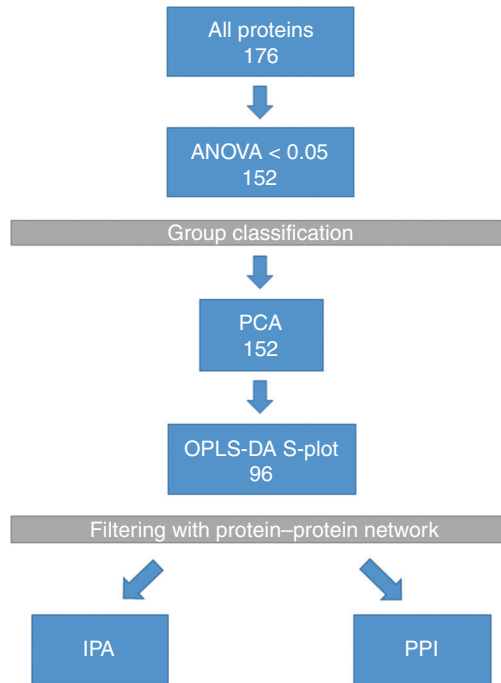 All proteins
176
ANOVA < 0.05
152
Group classification
PCA
152
OPLS-DA S-plot
96
Filtering with protein–protein network
IPA
PPI